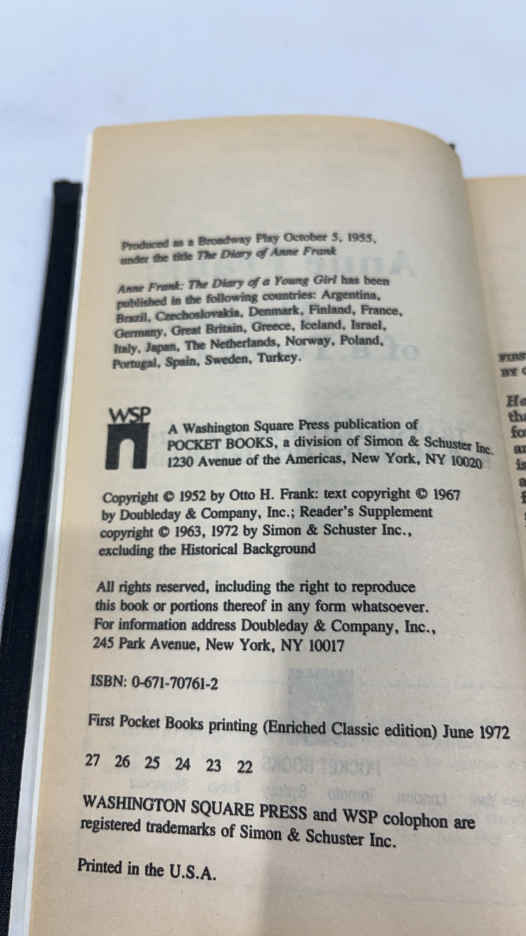 Produced as a Broadway Play October 5, 1955,
under the title The Diary of Anne Frank
Anne Frank: The Diary of a Young Girl has been
published in the following countries: Argentina,
Brazil, Czechoslovakia, Denmark, Finland, France,
Germany, Great Britain, Greece, Iceland, Israel,
Italy, Japan, The Netherlands, Norway, Poland,
Portugal, Spain, Sweden, Turkey.
WSP
A Washington Square Press publication of
POCKET BOOKS, a division of Simon & Schuster Inc.
1230 Avenue of the Americas, New York, NY 10020
Copyright © 1952 by Otto H. Frank: text copyright © 1967
by Doubleday & Company, Inc.; Reader's Supplement
copyright © 1963, 1972 by Simon & Schuster Inc.,
excluding the Historical Background
All rights reserved, including the right to reproduce
this book or portions thereof in any form whatsoever.
For information address Doubleday & Company, Inc.,
245 Park Avenue, New York, NY 10017
ISBN: 0-671-70761-2
First Pocket Books printing (Enriched Classic edition) June 1972
27 26 25 24 23 22
WASHINGTON SQUARE PRESS and WSP colophon are
registered trademarks of Simon & Schuster Inc.
Printed in the U.S.A.